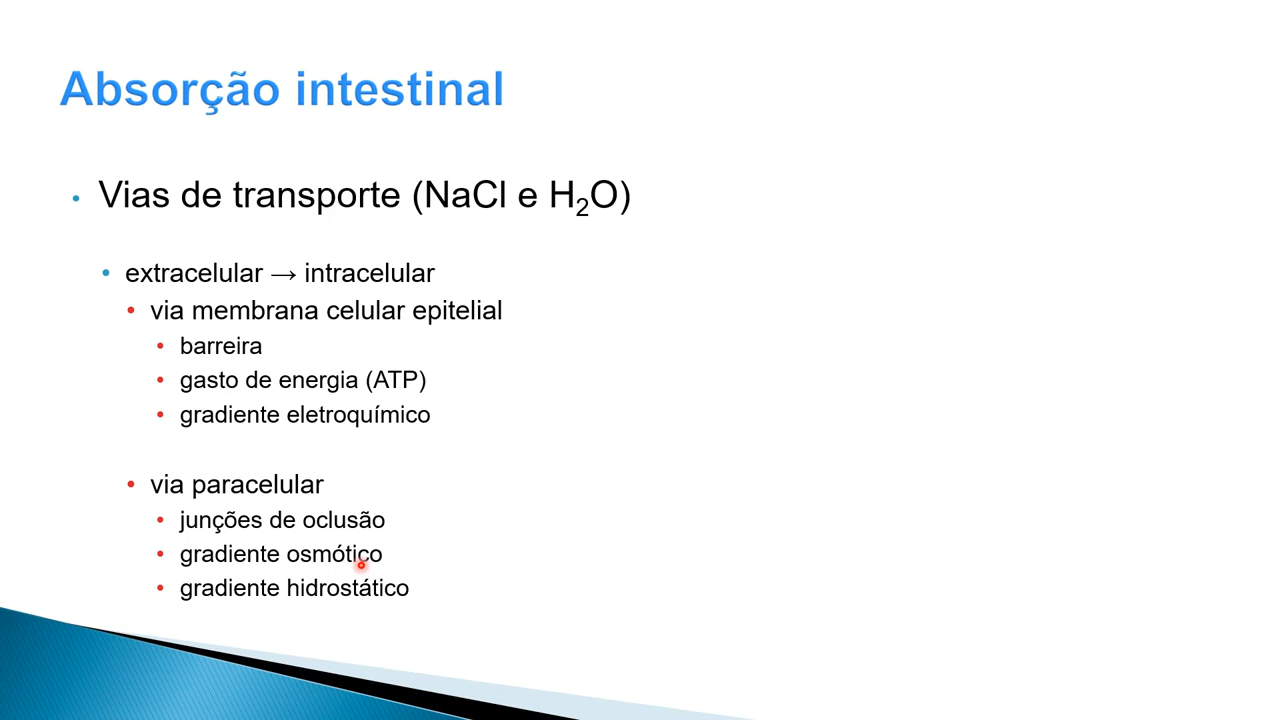 Absorção intestinal
• Vias de transporte (NaCl e H₂O)
• extracelular → intracelular
• via membrana celular epitelial
• barreira
• gasto de energia (ATP)
• gradiente eletroquímico
• via paracelular
• junções de oclusão
• gradiente osmótico
• gradiente hidrostático